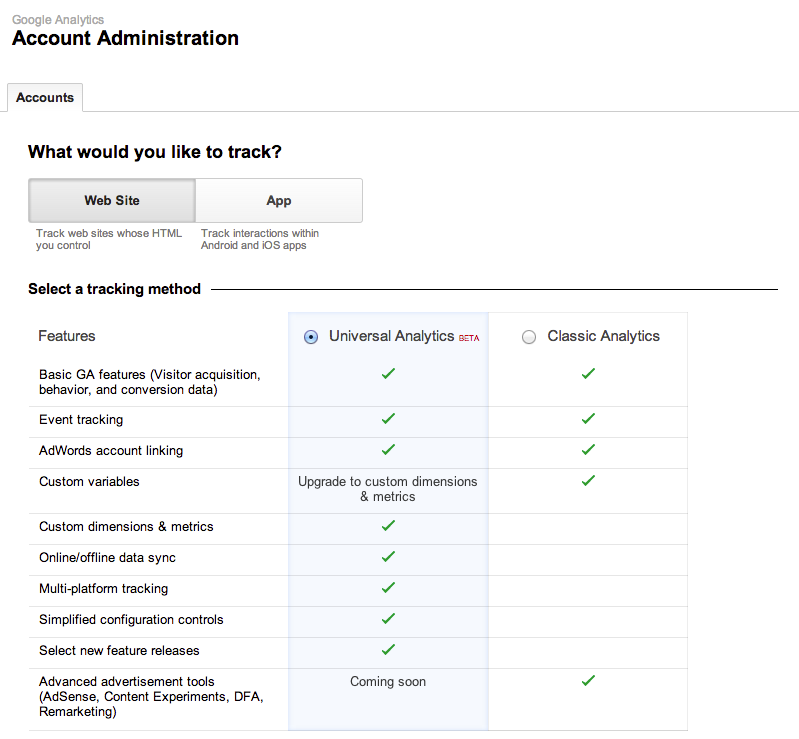 Google Analytics
Account Administration
Accounts
What would you like to track?
Web Site
App
Track web sites whose HTML
you control
Track interactions within
Android and iOS apps
Select a tracking method
Features
Universal Analytics BETA
Classic Analytics
Basic GA features (Visitor acquisition,
behavior, and conversion data)
Event tracking
AdWords account linking
Custom variables
Upgrade to custom dimensions
& metrics
Custom dimensions & metrics
Online/offline data sync
Multi-platform tracking
Simplified configuration controls
Select new feature releases
Advanced advertisement tools
(AdSense, Content Experiments, DFA,
Remarketing)
Coming soon